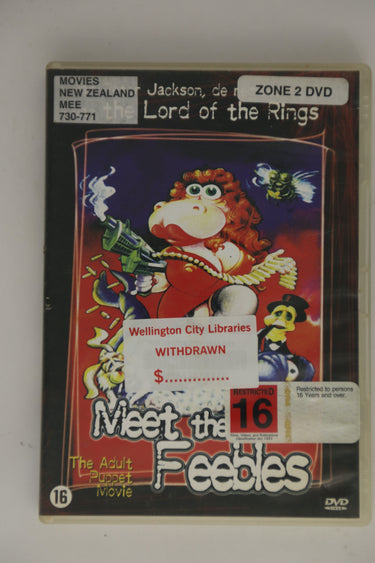 MOVIES
NEW ZEALAND
MEE
730-771
ZONE 2 DVD
Jackson, de
the Lord of the Rings
Wellington City Libraries
WITHDRAWN
$..............
RESTRICTED
16
Restricted to persons
16 Years and over.
Meet the
Feebles
The Adult
Puppet
Movie
16
DVD